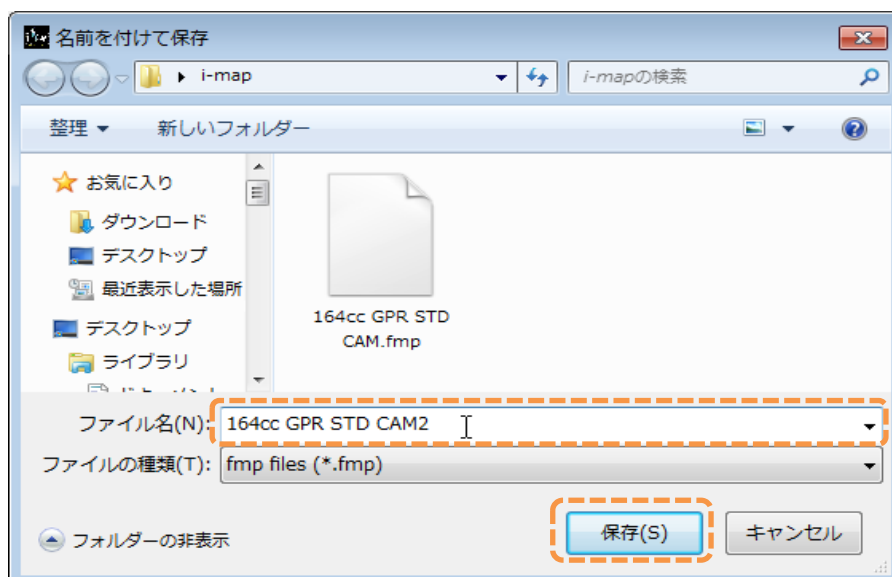 名前を付けて保存
i-map
i-mapの検索
整理
新しいフォルダー
お気に入り
ダウンロード
デスクトップ
最近表示した場所
デスクトップ
ライブラリ
164cc GPR STD
CAM.fmp
ファイル名(N):
164cc GPR STD CAM2
ファイルの種類(T):
fmp files (*.fmp)
フォルダーの非表示
保存(S)
キャンセル